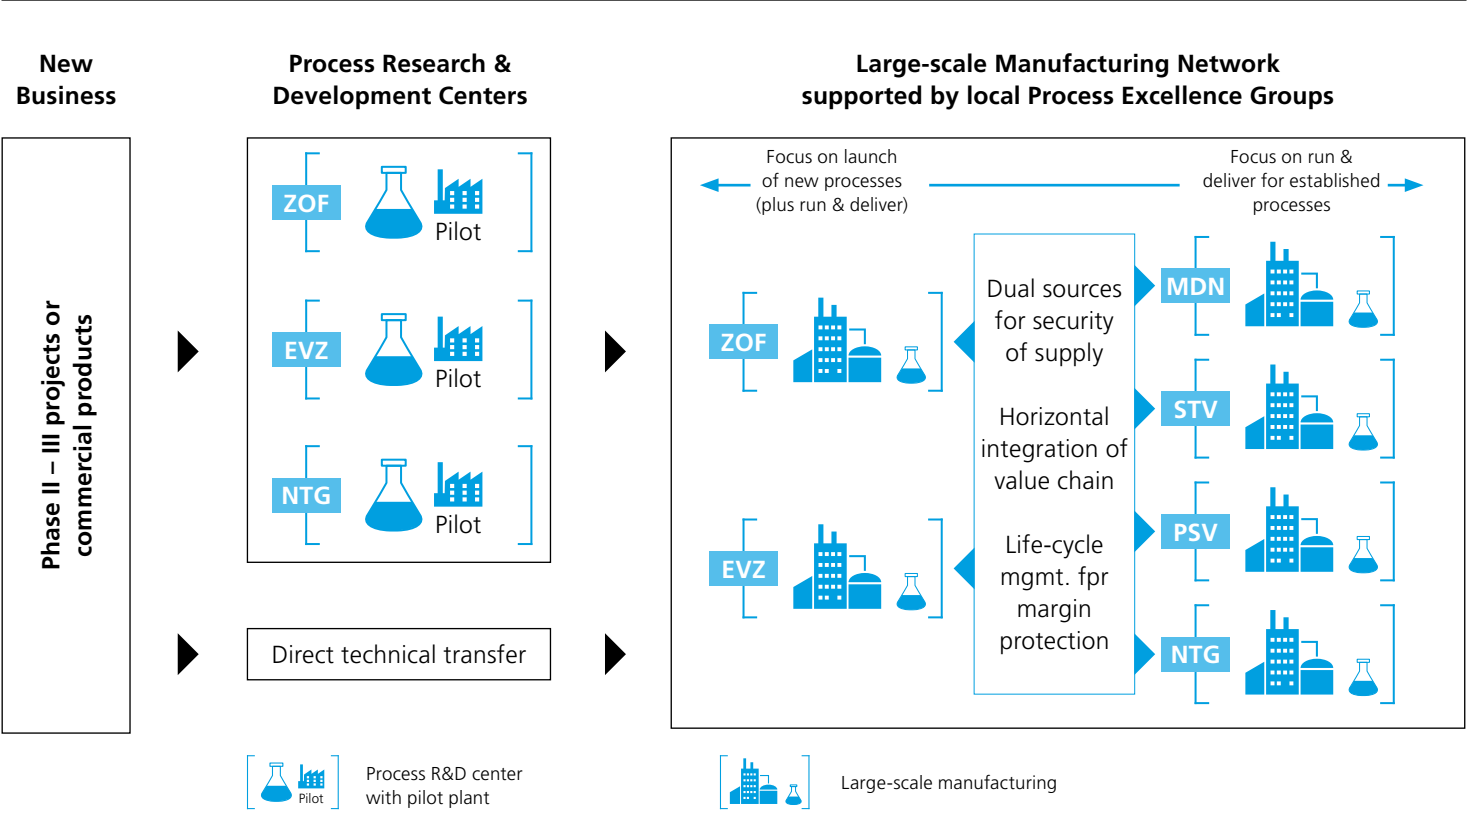 New
Business
Process Research &
Development Centers
Large-scale Manufacturing Network
supported by local Process Excellence Groups
Phase II – III projects or
commercial products
ZOF
Pilot
EVZ
Pilot
NTG
Pilot
Direct technical transfer
Focus on launch
of new processes
(plus run & deliver)
Focus on run &
deliver for established
processes
ZOF
EVZ
Dual sources
for security
of supply
Horizontal
integration of
value chain
Life-cycle
mgmt. fpr
margin
protection
MDN
STV
PSV
NTG
Pilot
Process R&D center
with pilot plant
Large-scale manufacturing